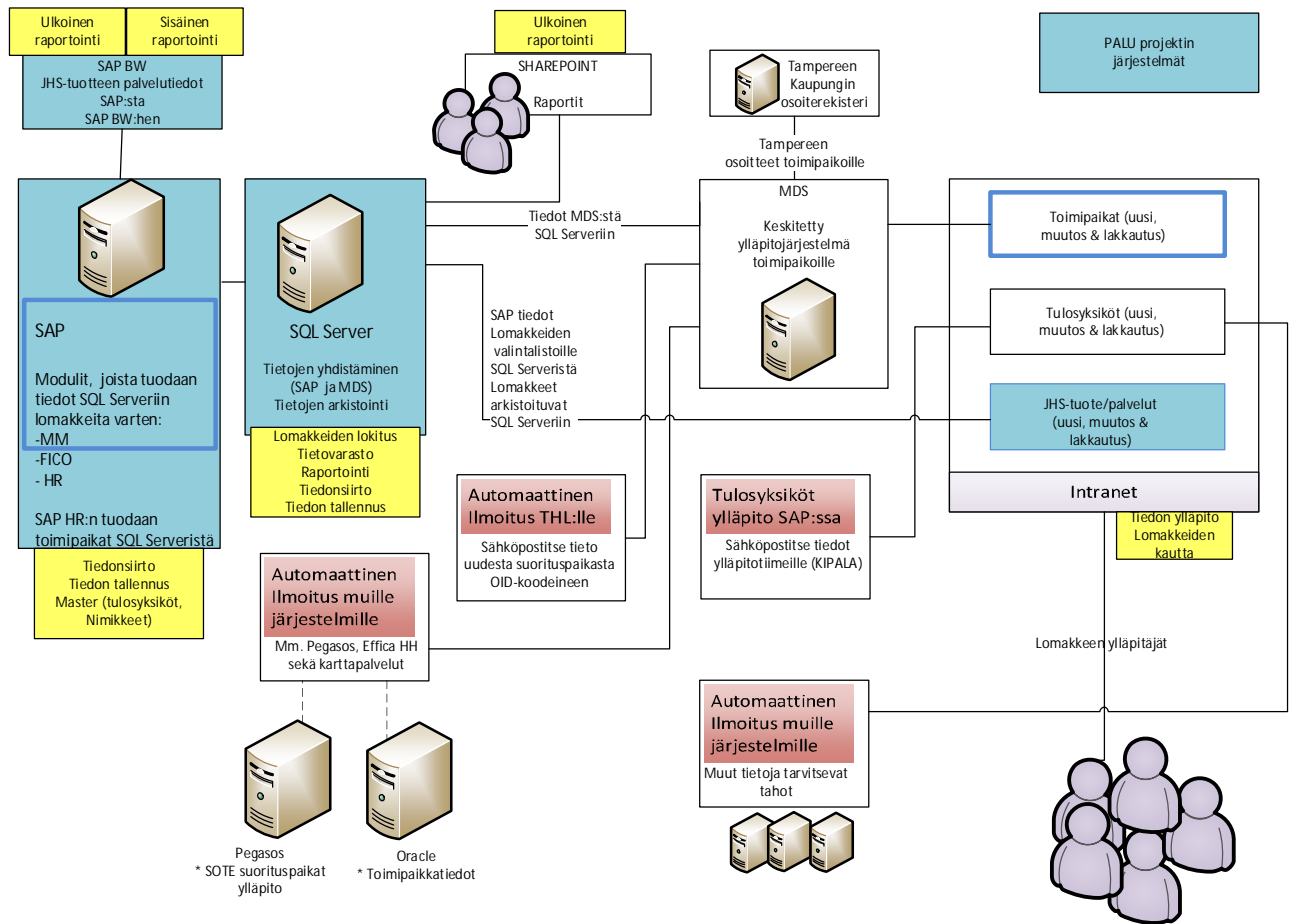 Ulkoinen
raportointi
Sisäinen
raportointi
SAP BW
JHS-tuotteen palvelutiedot
SAP:sta
SAP BW:hen
Ulkoinen
raportointi
SHAREPOINT
Raportit
Tampereen
Kaupungin
osoiterekisteri
PALU projektin
järjestelmät
Tampereen
osoitteet toimipaikoille
SAP
Modulit, joista tuodaan
tiedot SQL Serveriin
lomakkeita varten:
-MM
-FICO
- HR
SAP HR:n tuodaan
toimipaikat SQL Serveristä
Tiedonsiirto
Tiedon tallennus
Master (tulosyksiköt,
Nimikkeet)
SQL Server
Tietojen yhdistäminen
(SAP ja MDS)
Tietojen arkistointi
Lomakkeiden lokitus
Tietovarasto
Raportointi
Tiedonsiirto
Tiedon tallennus
Tiedot MDS:stä
SQL Serveriin
SAP tiedot
Lomakkeiden
valintalistoille
SQL Serveristä
Lomakkeet
arkistoituvat
SQL Serveriin
MDS
Keskitetty
ylläpitojärjestelmä
toimipaikoille
Toimipaikat (uusi,
muutos & lakkautus)
Tulosyksiköt (uusi,
muutos & lakkautus)
JHS-tuote/palvelut
(uusi, muutos &
lakkautus)
Intranet
Tiedon ylläpito
Lomakkeiden
kautta
Automaattinen
Ilmoitus THL:lle
Sähköpostitse tieto
uudesta suorituspaikasta
OID-koodeineen
Tulosyksiköt
ylläpito SAP:ssa
Sähköpostitse tiedot
ylläpitotiimeille (KIPALA)
Automaattinen
Ilmoitus muille
järjestelmille
Mm. Pegasos, Effica HH
sekä karttapalvelut
Lomakkeen ylläpitäjät
Automaattinen
Ilmoitus muille
järjestelmille
Muut tietoja tarvitsevat
tahot
Pegasos
* SOTE suorituspaikat
ylläpito
Oracle
* Toimipaikkatiedot